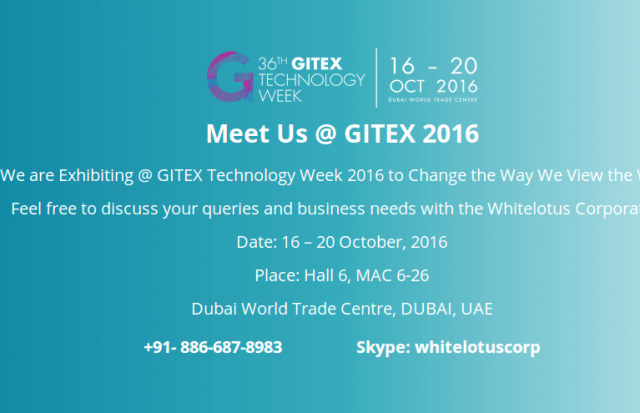 36TH GITEX
TECHNOLOGY
WEEK
16 – 20
OCT 2016
DUBAI WORLD TRADE CENTRE
Meet Us @ GITEX 2016
We are Exhibiting @ GITEX Technology Week 2016 to Change the Way We View the
Feel free to discuss your queries and business needs with the Whitelotus Corporat
Date: 16 – 20 October, 2016
Place: Hall 6, MAC 6-26
Dubai World Trade Centre, DUBAI, UAE
+91- 886-687-8983 Skype: whitelotuscorp